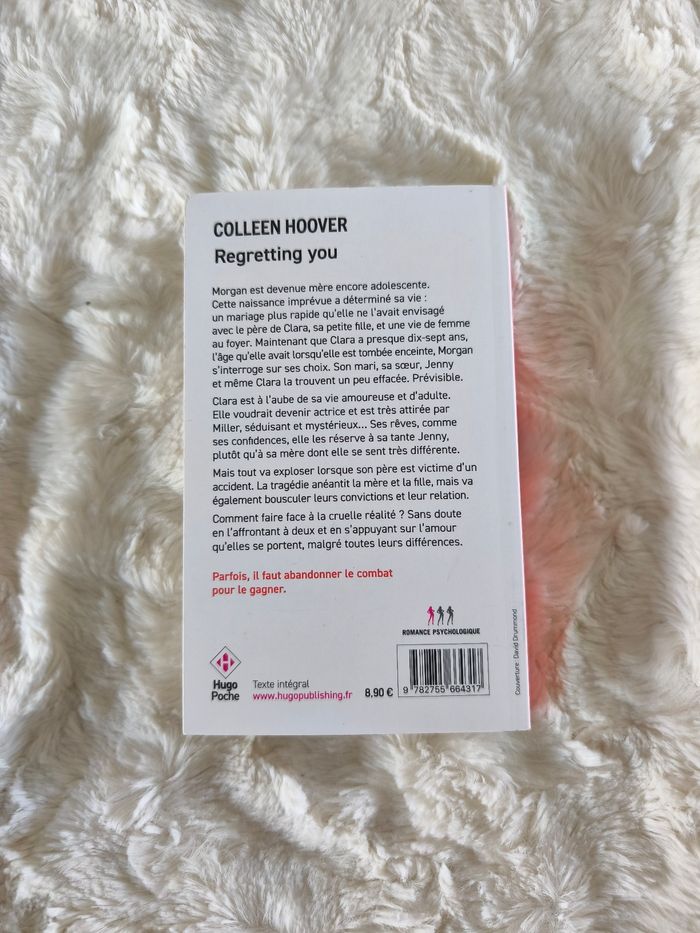 COLLEEN HOOVER
Regretting you
Morgan est devenue mère encore adolescente.
Cette naissance imprévue a déterminé sa vie :
un mariage plus rapide qu'elle ne l'avait envisagé
avec le père de Clara, sa petite fille, et une vie de femme
au foyer. Maintenant que Clara a presque dix-sept ans,
l'âge qu'elle avait lorsqu'elle est tombée enceinte, Morgan
s'interroge sur ses choix. Son mari, sa sœur, Jenny
et même Clara la trouvent un peu effacée. Prévisible.
Clara est à l'aube de sa vie amoureuse et d'adulte.
Elle voudrait devenir actrice et est très attirée par
Miller, séduisant et mystérieux... Ses rêves, comme
ses confidences, elle les réserve à sa tante Jenny,
plutôt qu'à sa mère dont elle se sent très différente.
Mais tout va exploser lorsque son père est victime d'un
accident. La tragédie anéantit la mère et la fille, mais va
également bousculer leurs convictions et leur relation.
Comment faire face à la cruelle réalité ? Sans doute
en l'affrontant à deux et en s'appuyant sur l'amour
qu'elles se portent, malgré toutes leurs différences.
Parfois, il faut abandonner le combat
pour le gagner.
ROMANCE PSYCHOLOGIQUE
Hugo
Poche
Texte intégral
www.hugopublishing.fr
8,90 €
9 782755 664317
Couverture : David Drummond